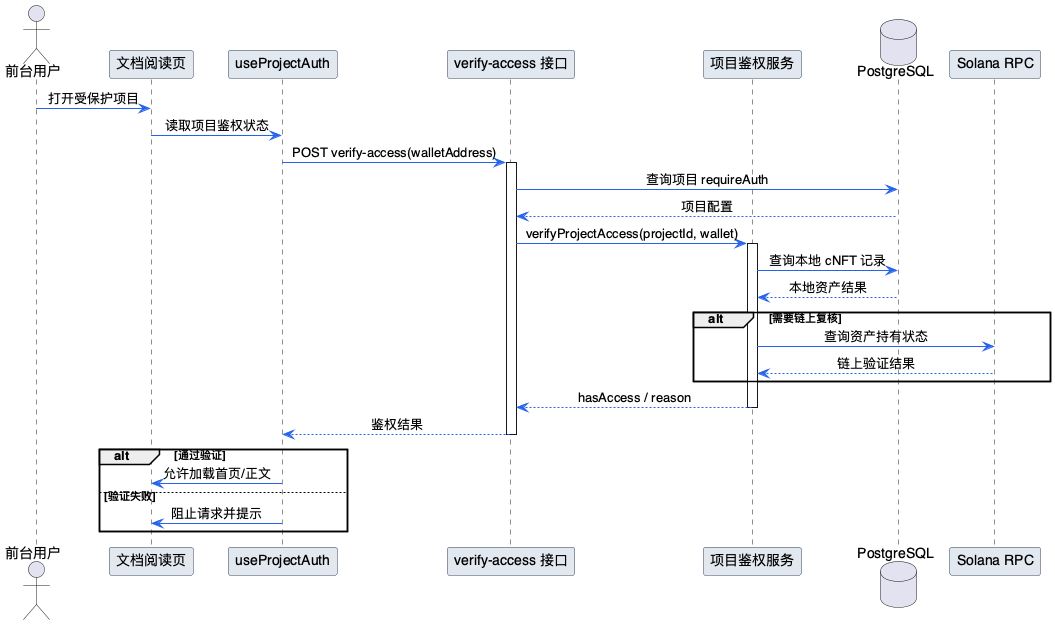 前台用户
文档阅读页
useProjectAuth
verify-access 接口
项目鉴权服务
PostgreSQL
Solana RPC
打开受保护项目
读取项目鉴权状态
POST verify-access(walletAddress)
查询项目 requireAuth
项目配置
verifyProjectAccess(projectId, wallet)
查询本地 cNFT 记录
本地资产结果
alt
[需要链上复核]
查询资产持有状态
链上验证结果
hasAccess / reason
鉴权结果
alt
[通过验证]
允许加载首页/正文
[验证失败]
阻止请求并提示
前台用户
文档阅读页
useProjectAuth
verify-access 接口
项目鉴权服务
PostgreSQL
Solana RPC